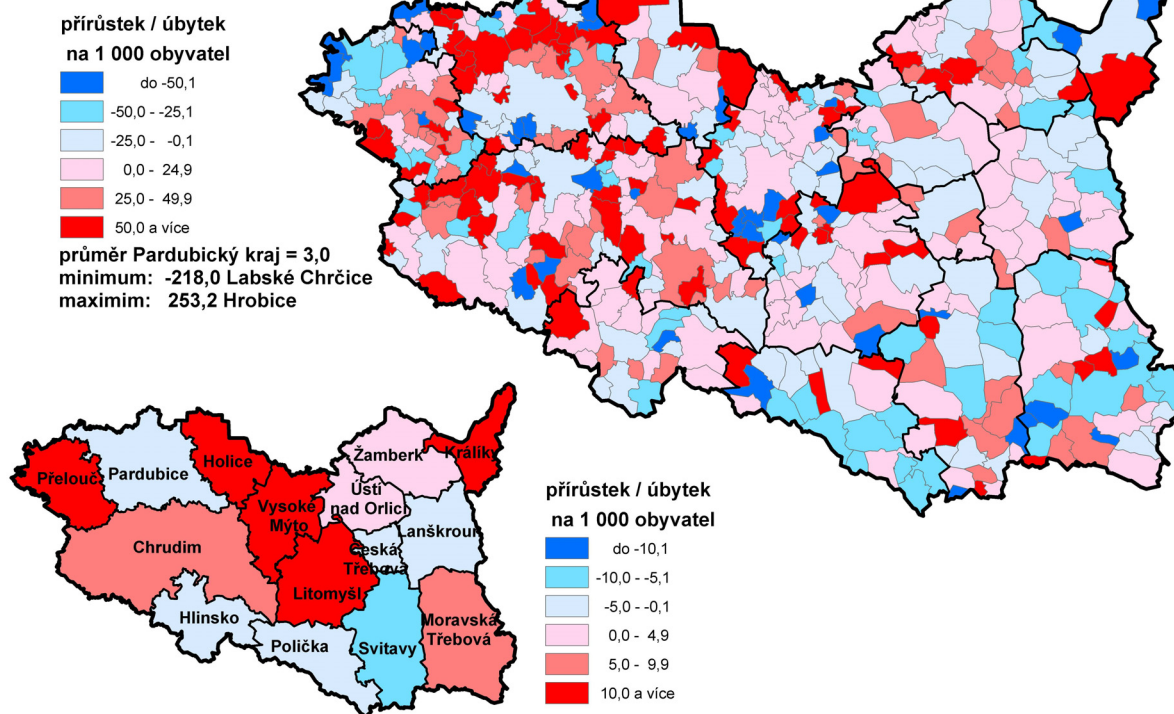 přírůstek / úbytek
na 1 000 obyvatel
do -50,1
-50,0 - -25,1
-25,0 - -0,1
0,0 - 24,9
25,0 - 49,9
50,0 a více
průměr Pardubický kraj = 3,0
minimum: -218,0 Labské Chrčice
maximim: 253,2 Hrobice
Přelouč
Pardubice
Holice
Žamberk
Králíky
Vysoké
Mýto
Ústí
nad Orlicí
Lanškroun
Chrudim
Česká
Třebová
Litomyšl
Hlinsko
Polička
Svitavy
Moravská
Třebová
přírůstek / úbytek
na 1 000 obyvatel
do -10,1
-10,0 - -5,1
-5,0 - -0,1
0,0 - 4,9
5,0 - 9,9
10,0 a více